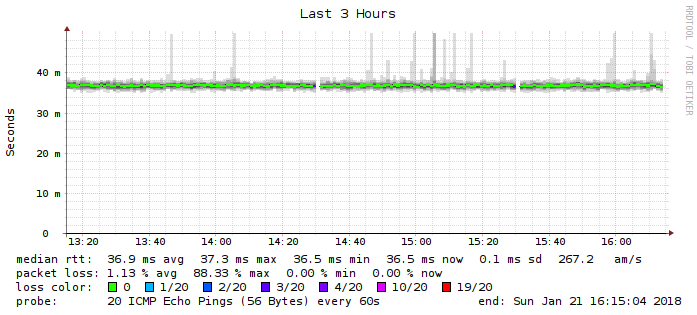 Last 3 Hours
RRDTOOL / TOBI OETIKER
Seconds
40 m
30 m
20 m
10 m
0
13:20 13:40 14:00 14:20 14:40 15:00 15:20 15:40 16:00
median rtt: 36.9 ms avg 37.3 ms max 36.5 ms min 36.5 ms now 0.1 ms sd 267.2 am/s
packet loss: 1.13 % avg 88.33 % max 0.00 % min 0.00 % now
loss color: 0 1/20 2/20 3/20 4/20 10/20 19/20
probe: 20 ICMP Echo Pings (56 Bytes) every 60s end: Sun Jan 21 16:15:04 2018